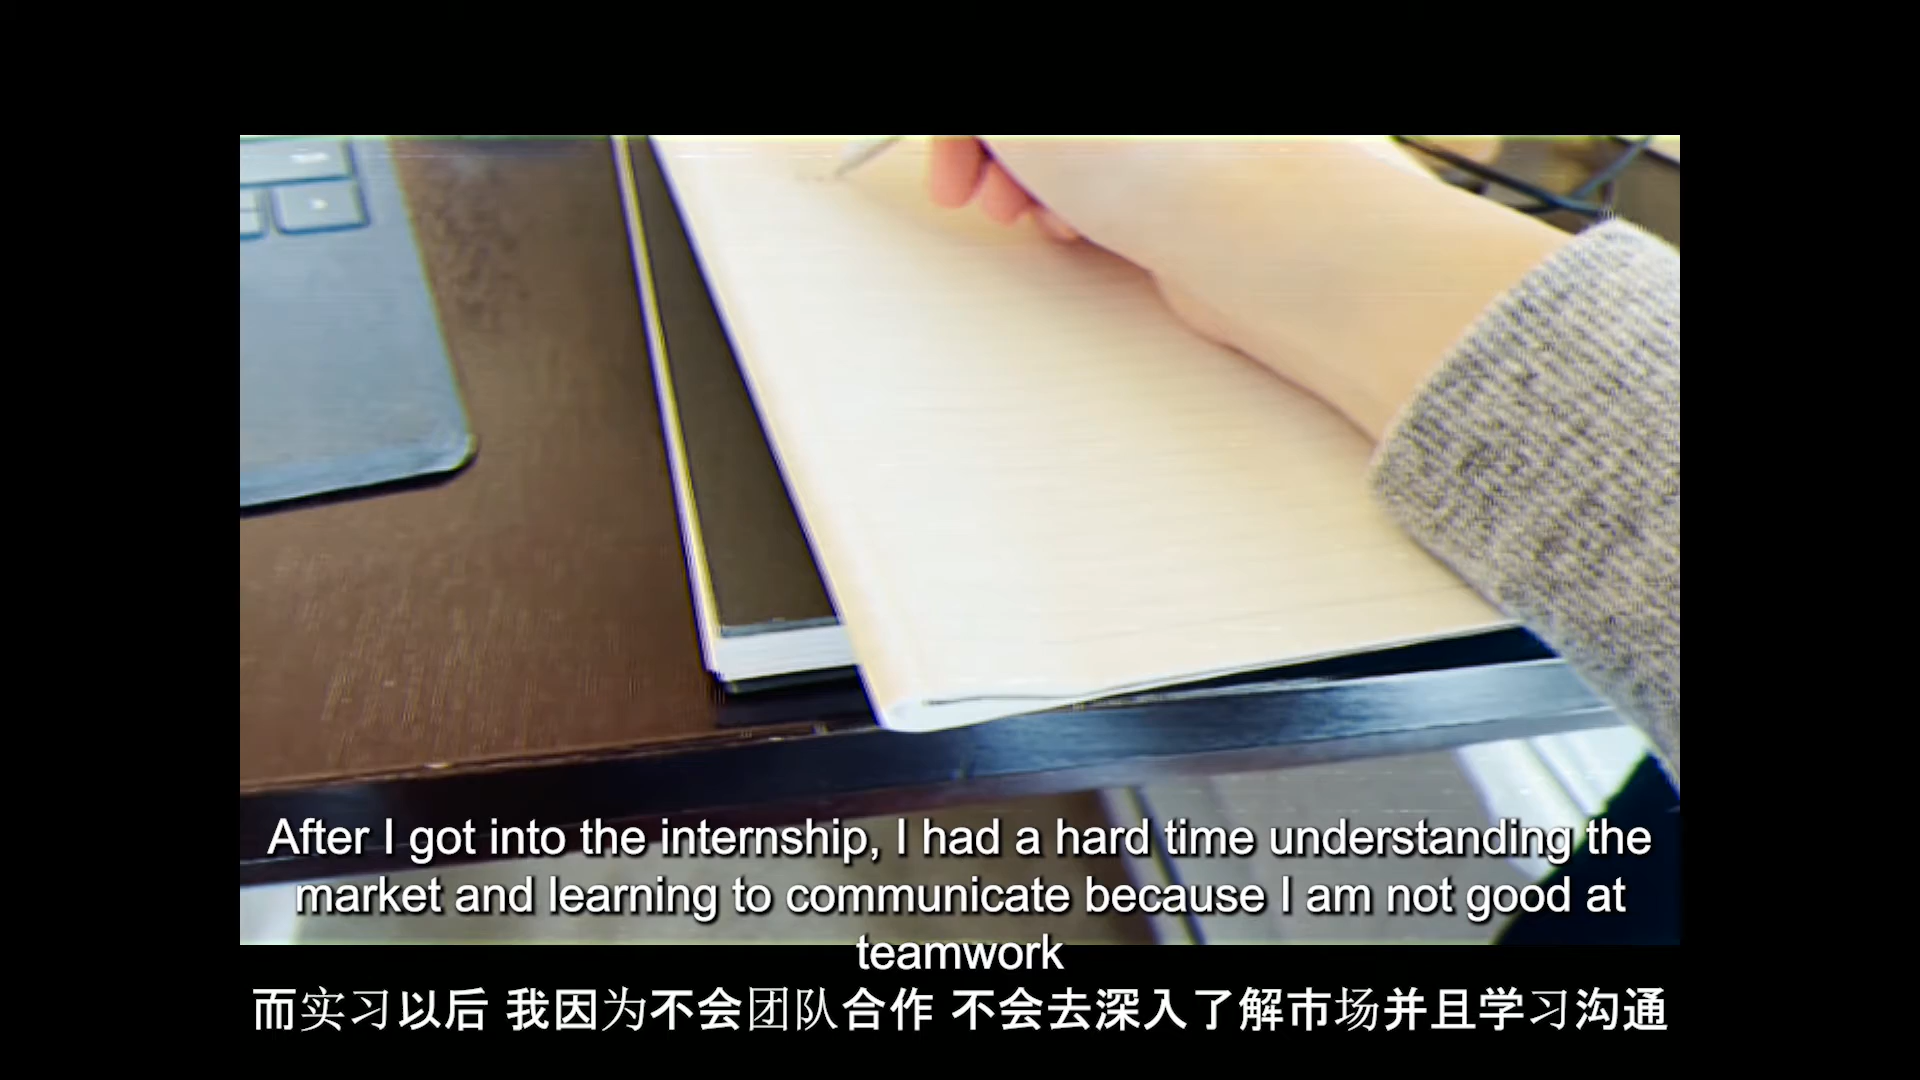 After I got into the internship, I had a hard time understanding the
market and learning to communicate because I am not good at
teamwork
而实习以后 我因为不会团队合作 不会去深入了解市场并且学习沟通